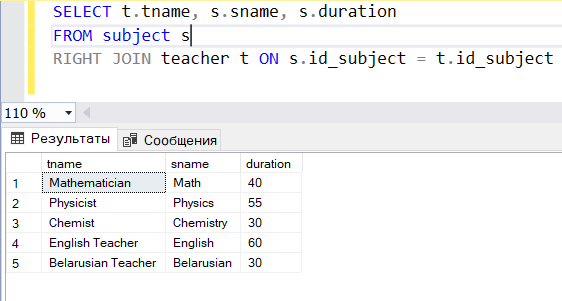 SELECT t.tname, s.sname, s.duration
FROM subject s
RIGHT JOIN teacher t ON s.id_subject = t.id_subject
110 %
Результаты Сообщения
tname sname duration
1 Mathematician Math 40
2 Physicist Physics 55
3 Chemist Chemistry 30
4 English Teacher English 60
5 Belarusian Teacher Belarusian 30